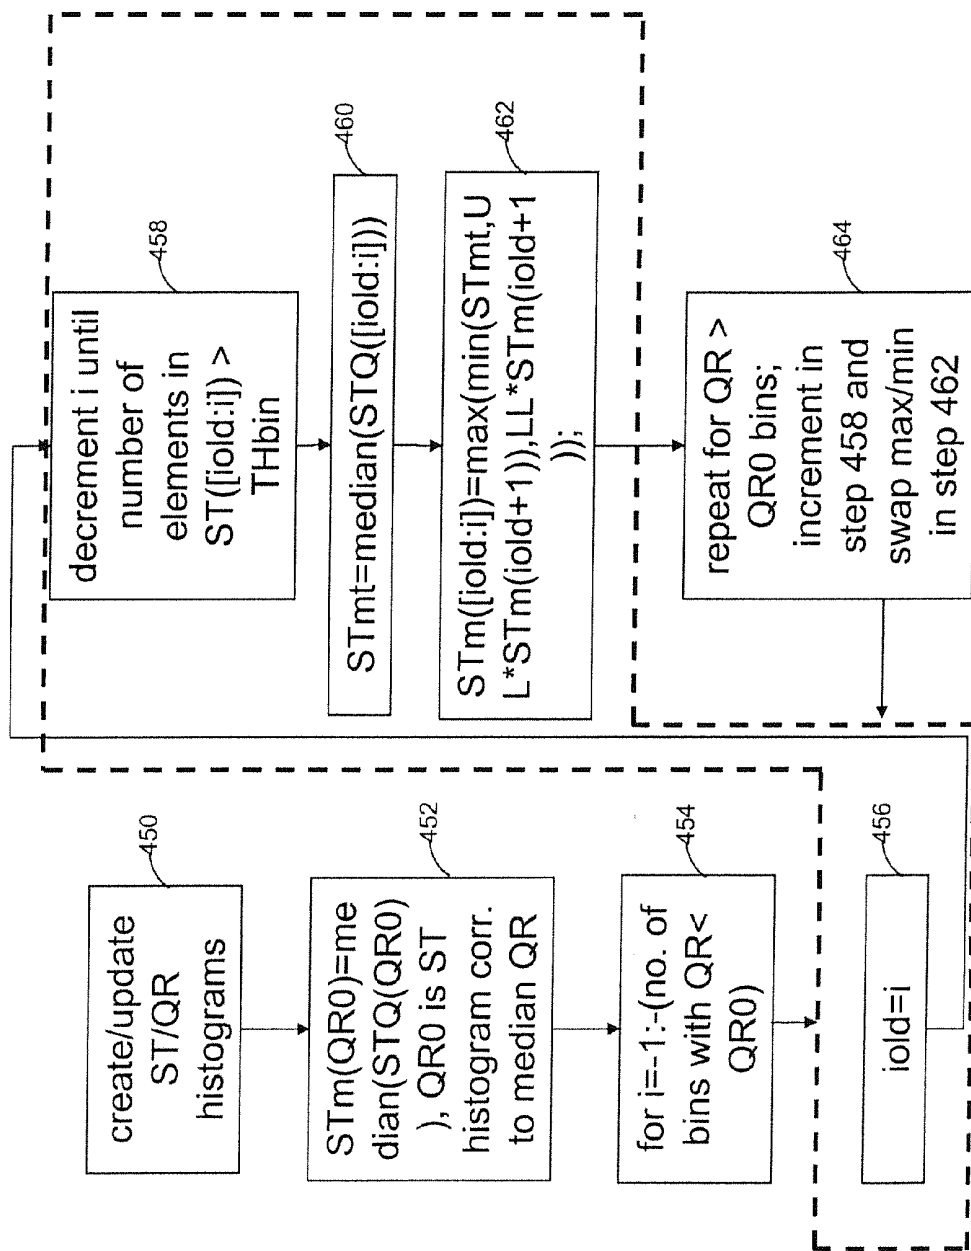 450
create/update
ST/QR
histograms
452
STm(QR0)=me
dian(STQ(QR0)
), QR0 is ST
histogram corr.
to median QR
454
for i=-1:-(no. of
bins with QR<
QR0)
456
iold=i
458
decrement i until
number of
elements in
ST([iold:i]) >
THbin
460
STmt=median(STQ([iold:i]))
462
STm([iold:i])=max(min(STmt,U
L*STm(iold+1)),LL*STm(iold+1
));
464
repeat for QR >
QR0 bins;
increment in
step 458 and
swap max/min
in step 462